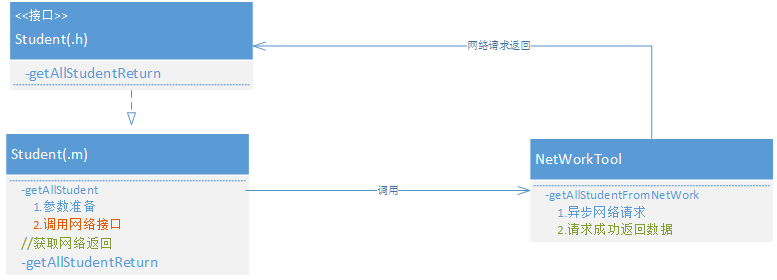 <<接口>>
Student(.h)
-getAllStudentReturn
网络请求返回
Student(.m)
-getAllStudent
1.参数准备
2.调用网络接口
//获取网络返回
-getAllStudentReturn
调用
NetWorkTool
-getAllStudentFromNetWork
1.异步网络请求
2.请求成功返回数据